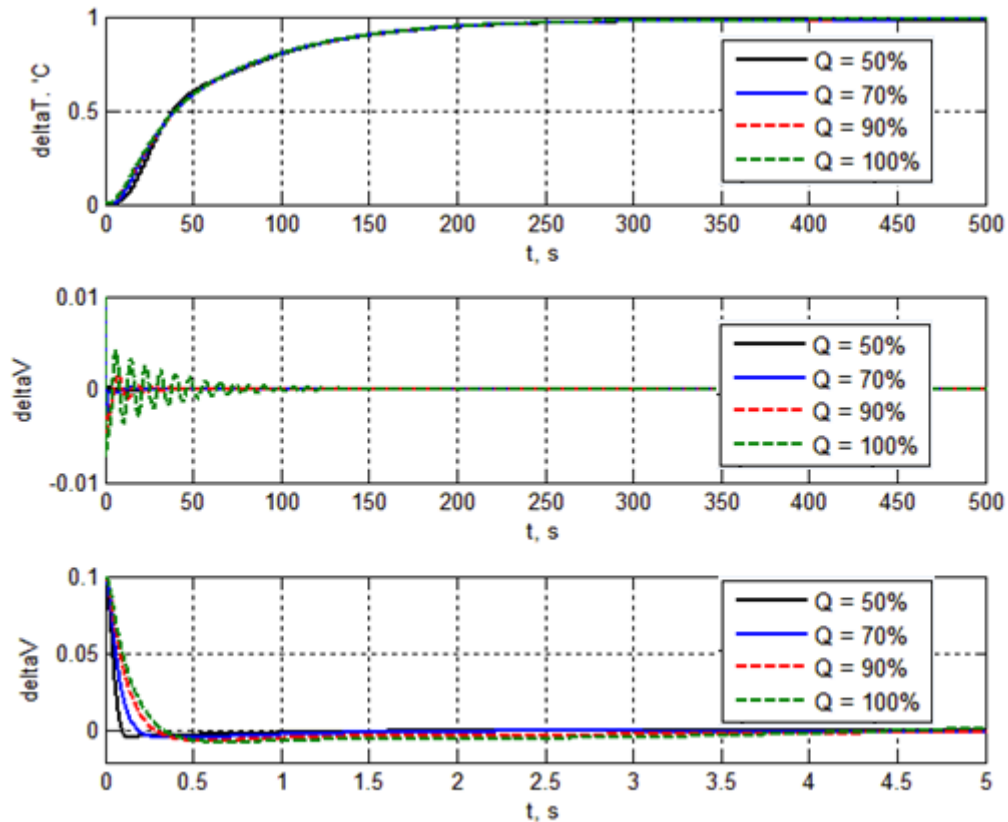 1
0.5
0
deltaT. 'C
Q = 50%
Q = 70%
Q = 90%
Q = 100%
0 50 100 150 200 250 300 350 400 450 500
t, s
0.01
0
-0.01
deltaV
Q = 50%
Q = 70%
Q = 90%
Q = 100%
0 50 100 150 200 250 300 350 400 450 500
t, s
0.1
0.05
0
deltaV
Q = 50%
Q = 70%
Q = 90%
Q = 100%
0 0.5 1 1.5 2 2.5 3 3.5 4 4.5 5
t, s